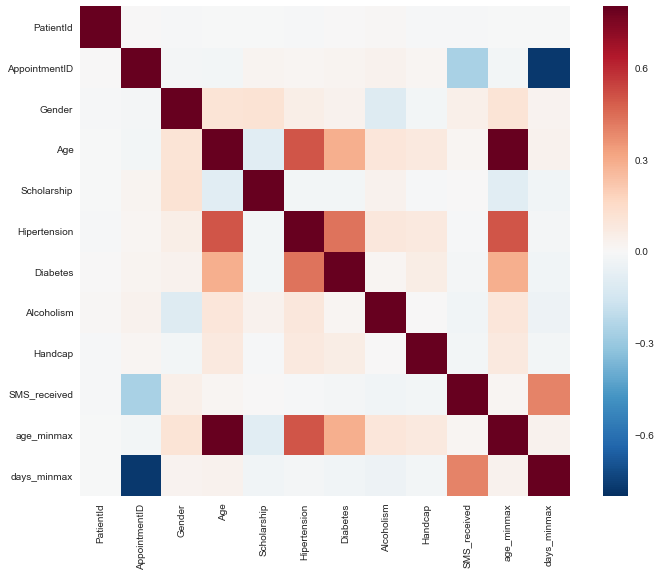 PatientId
AppointmentID
Gender
Age
Scholarship
Hipertension
Diabetes
Alcoholism
Handcap
SMS_received
age_minmax
days_minmax
PatientId
AppointmentID
Gender
Age
Scholarship
Hipertension
Diabetes
Alcoholism
Handcap
SMS_received
age_minmax
days_minmax
0.6
0.3
0.0
−0.3
−0.6